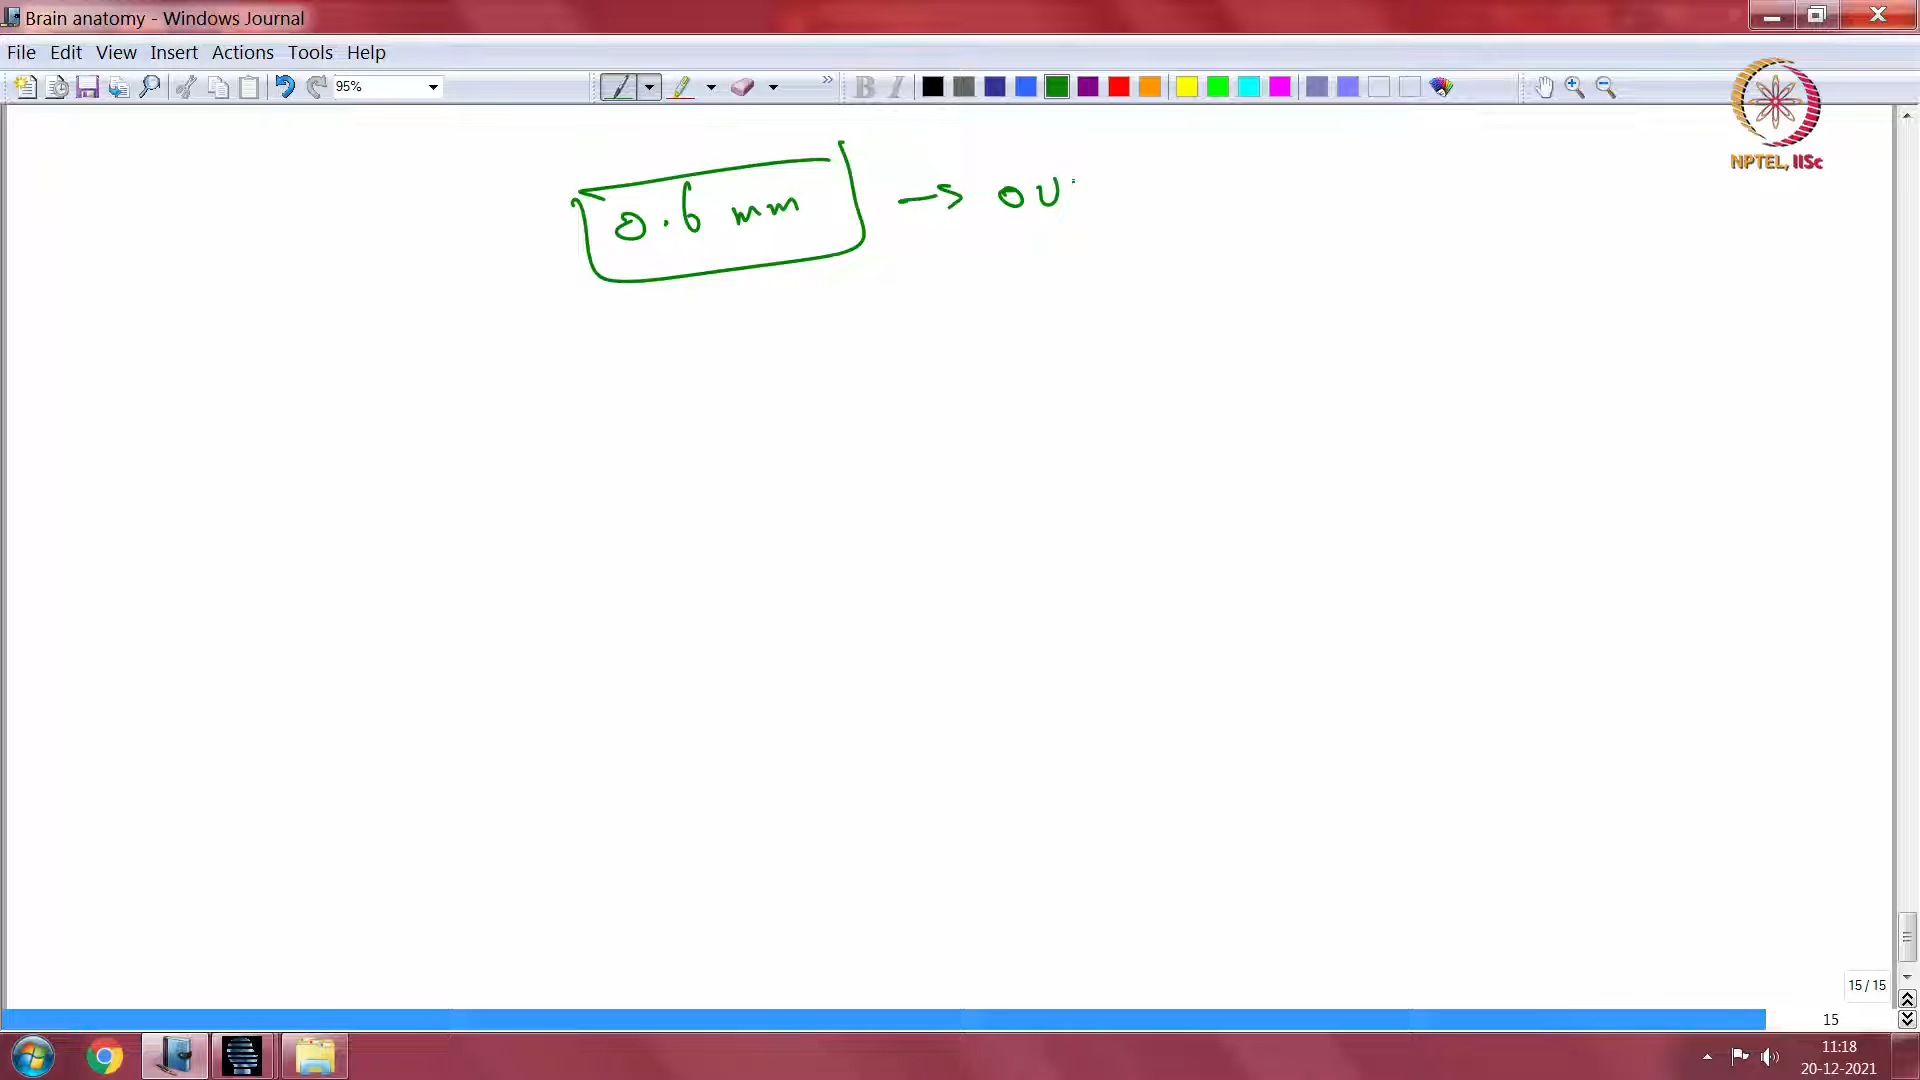 Brain anatomy - Windows Journal
File Edit View Insert Actions Tools Help
95%
B I
NPTEL, IISc
0.6 mm → ou
15 / 15
15
11:18
20-12-2021